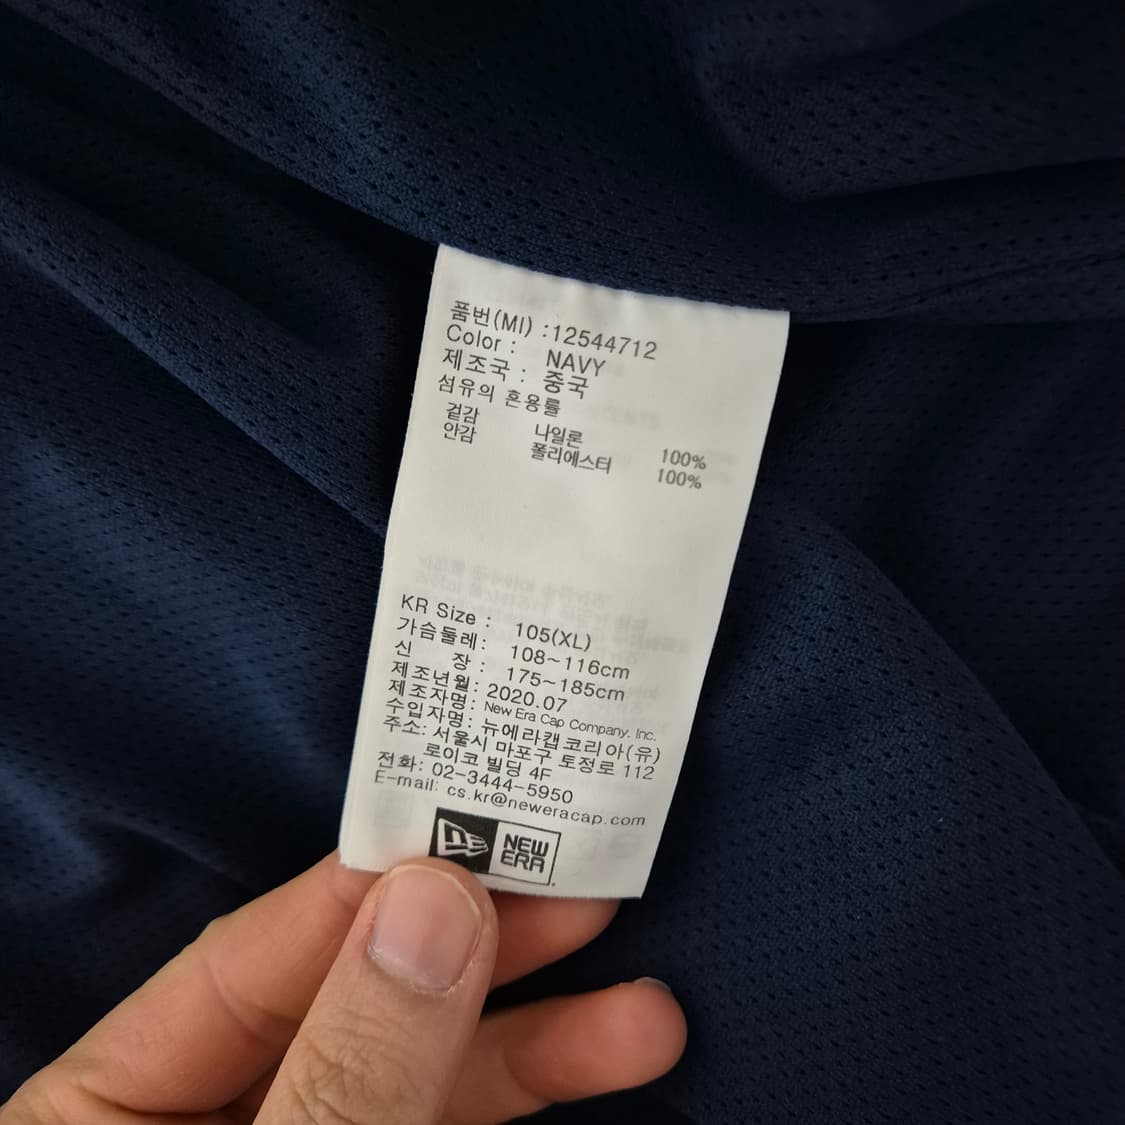 품번(MI) : 12544712
Color : NAVY
제조국 : 중국
섬유의 혼용률
겉감 나일론 100%
안감 폴리에스터 100%
KR Size : 105(XL)
가슴둘레: 108~116cm
신 장 : 175~185cm
제조년월: 2020.07
제조자명: New Era Cap Company. Inc.
수입자명: 뉴에라캡코리아(유)
주소: 서울시 마포구 토정로 112
로이코 빌딩 4F
전화: 02-3444-5950
E-mail: cs.kr@neweracap.com
NE NEW
ERA